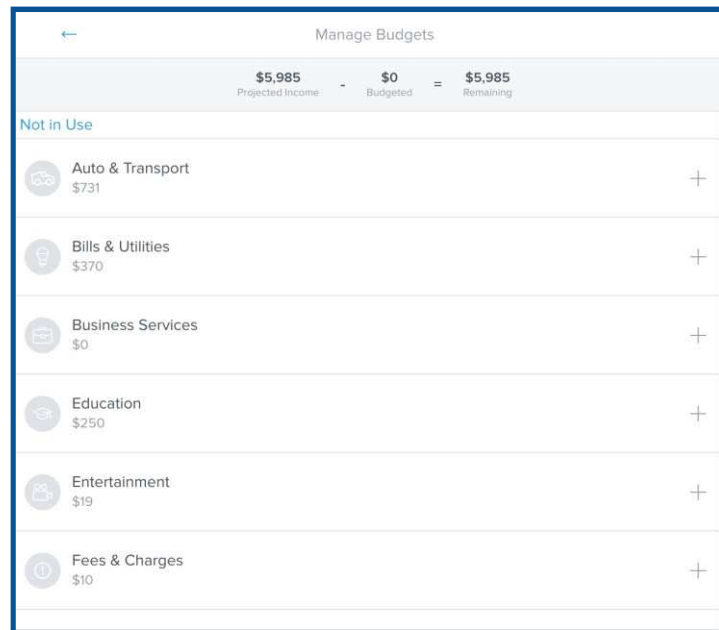 Manage Budgets
$5,985 - $0 = $5,985
Projected Income Budgeted Remaining
Not in Use
Auto & Transport
$731
Bills & Utilities
$370
Business Services
$0
Education
$250
Entertainment
$19
Fees & Charges
$10